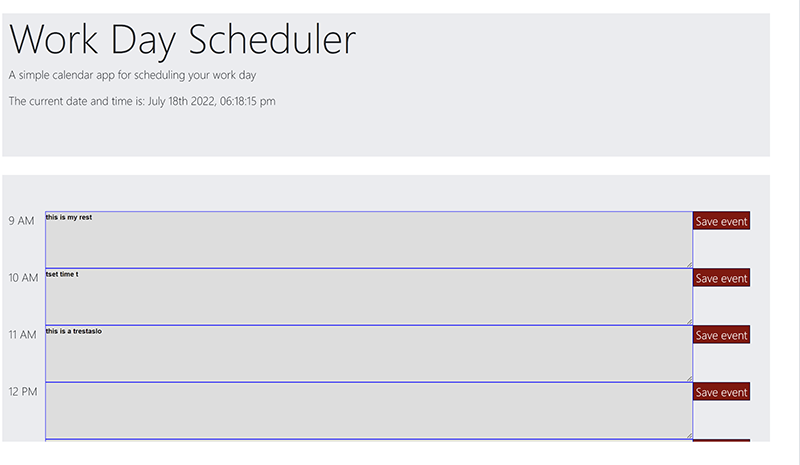 Work Day Scheduler
A simple calendar app for scheduling your work day
The current date and time is: July 18th 2022, 06:18:15 pm
9 AM this is my rest Save event
10 AM tset time t Save event
11 AM this is a trestaslo Save event
12 PM Save event